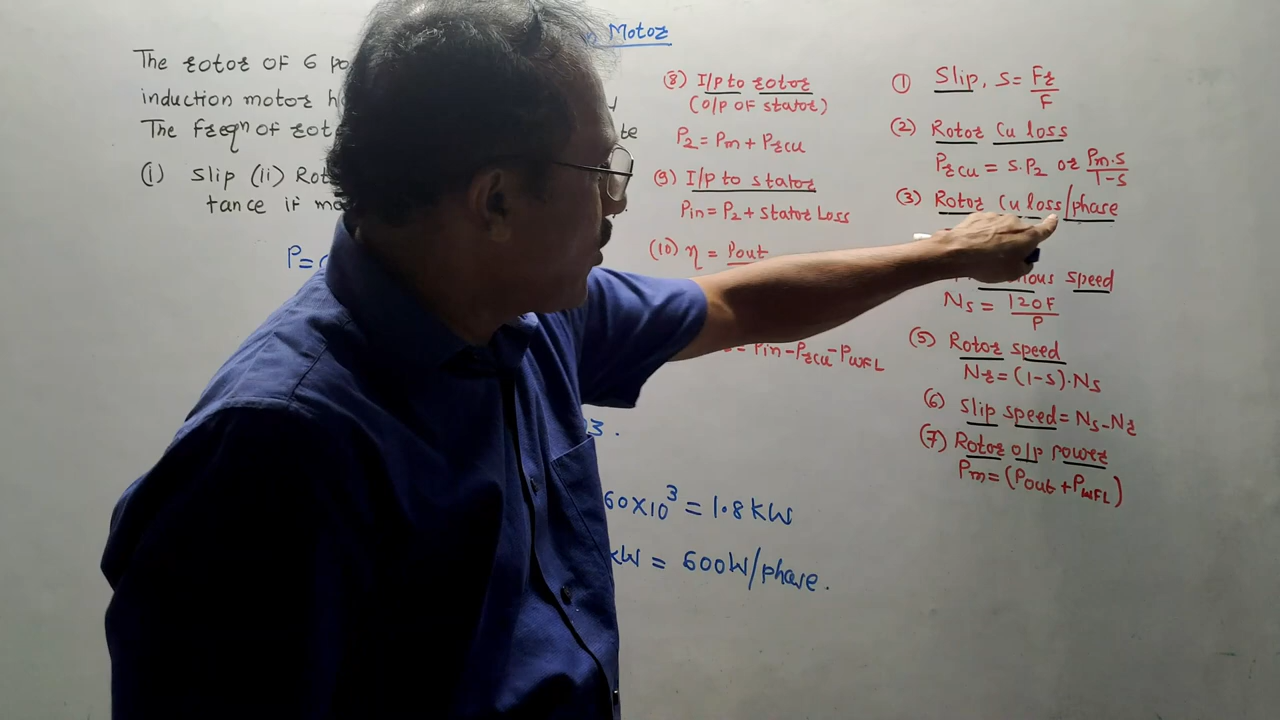 Motor
The rotor of 6 po
induction motor h
The Freqn of rot te
(i) slip (ii) Rot
tance if mo
P=
(8) I/p to rotor
(o/p of stator)
P2 = Pm + Prcu
(9) I/p to stator
Pin = P2 + stator Loss
(10) η = Pout
= Pin - Prcu - PWFL
3.
60X10³ = 1.8 kW
kW = 600W/phase.
(1) Slip, s = Fr/F
(2) Rotor Cu loss
Prcu = s.P2 or Pm.s/1-s
(3) Rotor Cu loss/phase
nous speed
Ns = 120F/P
(5) Rotor speed
Nr = (1-s).Ns
(6) slip speed = Ns-Nr
(7) Rotor o/p power
Pm = (Pout + PWFL)